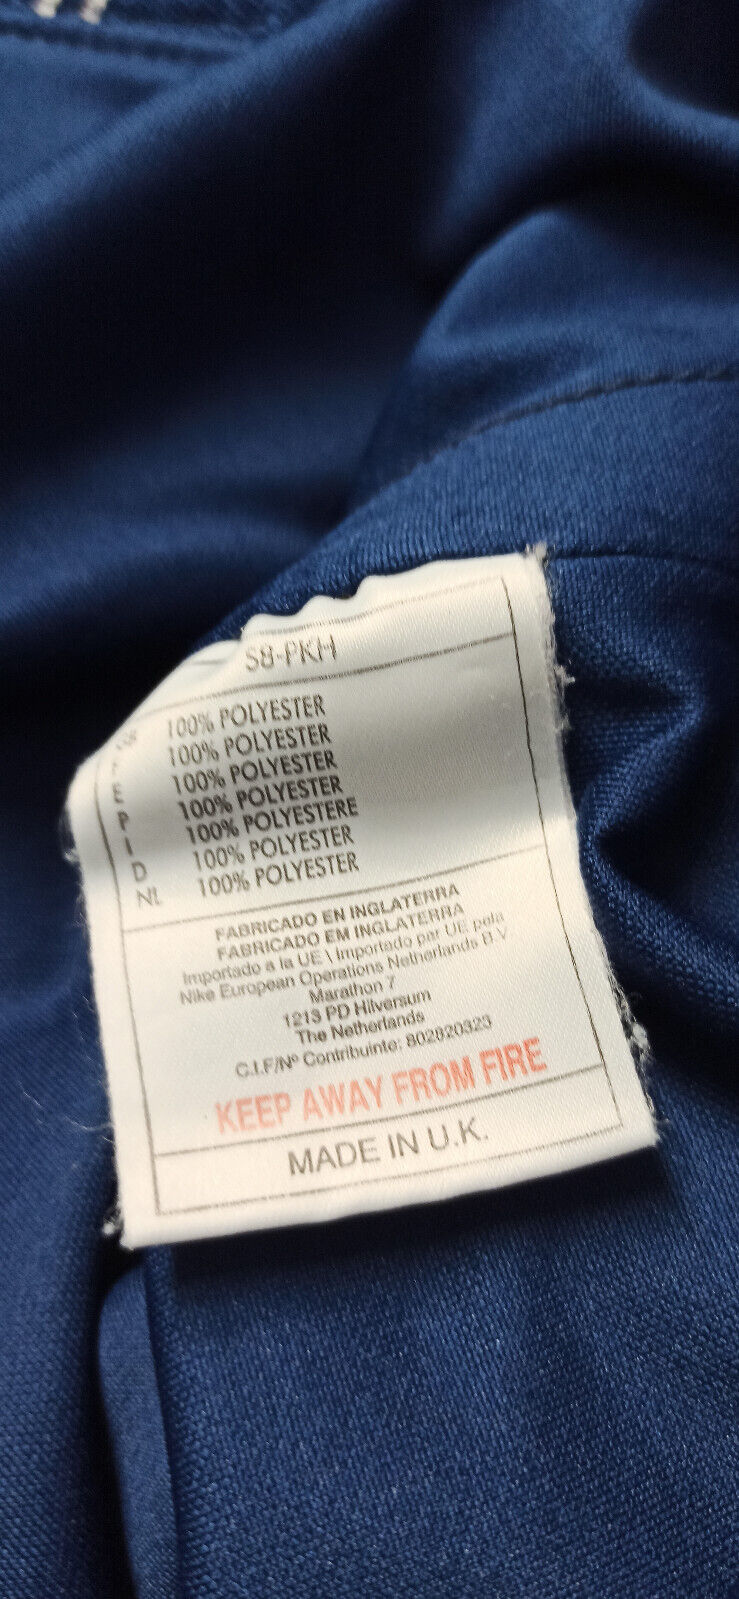 S8-PKH
100% POLYESTER
100% POLYESTER
E 100% POLYESTER
P 100% POLYESTER
I 100% POLYESTERE
D 100% POLYESTER
NL 100% POLYESTER
FABRICADO EN INGLATERRA
FABRICADO EM INGLATERRA
Importado a la UE \ Importado por UE pela
Nike European Operations Netherlands B.V
Marathon 7
1213 PD Hilversum
The Netherlands
C.I.F/Nº Contribuinte: 802820323
KEEP AWAY FROM FIRE
MADE IN U.K.